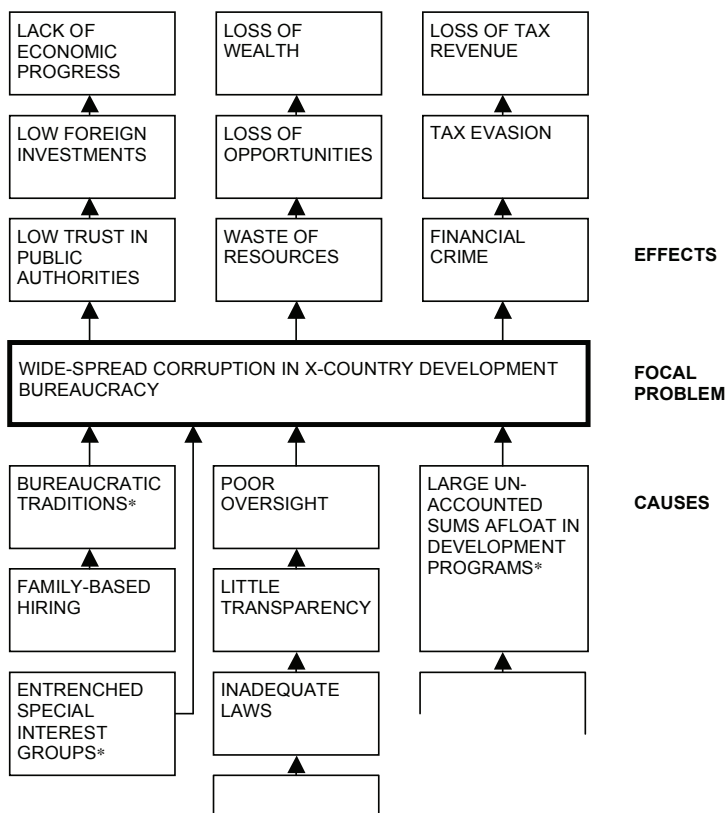 LACK OF
ECONOMIC
PROGRESS
LOSS OF
WEALTH
LOSS OF TAX
REVENUE
LOW FOREIGN
INVESTMENTS
LOSS OF
OPPORTUNITIES
TAX EVASION
LOW TRUST IN
PUBLIC
AUTHORITIES
WASTE OF
RESOURCES
FINANCIAL
CRIME
EFFECTS
WIDE-SPREAD CORRUPTION IN X-COUNTRY DEVELOPMENT
BUREAUCRACY
FOCAL
PROBLEM
BUREAUCRATIC
TRADITIONS*
POOR
OVERSIGHT
LARGE UN-
ACCOUNTED
SUMS AFLOAT IN
DEVELOPMENT
PROGRAMS*
CAUSES
FAMILY-BASED
HIRING
LITTLE
TRANSPARENCY
ENTRENCHED
SPECIAL
INTEREST
GROUPS*
INADEQUATE
LAWS